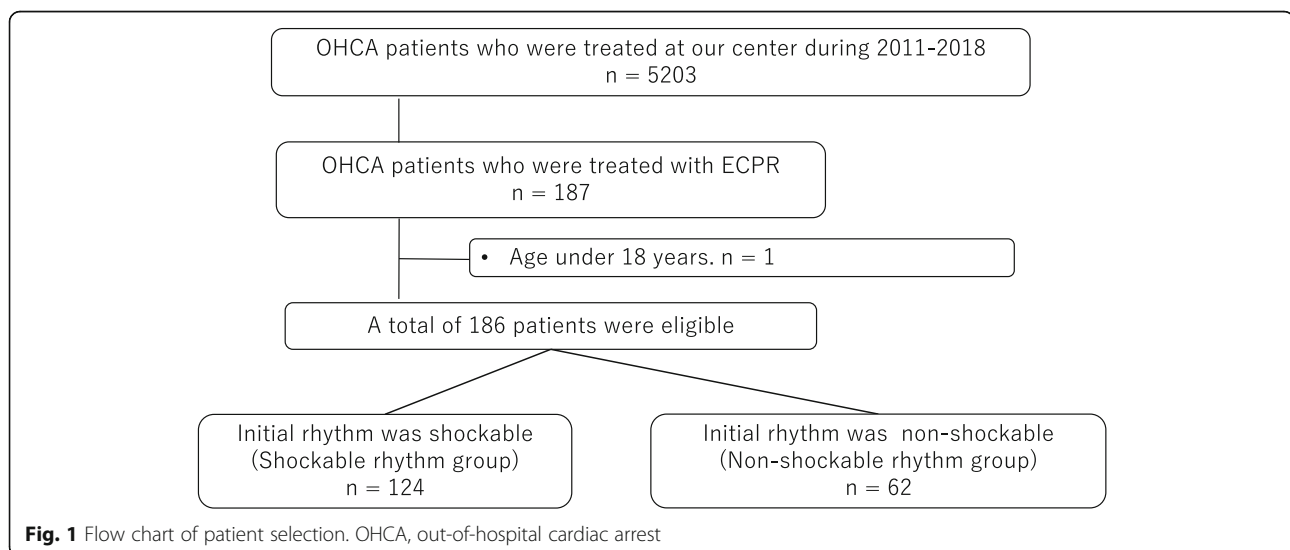 OHCA patients who were treated at our center during 2011-2018
n = 5203
OHCA patients who were treated with ECPR
n = 187
• Age under 18 years. n = 1
A total of 186 patients were eligible
Initial rhythm was shockable
(Shockable rhythm group)
n = 124
Initial rhythm was non-shockable
(Non-shockable rhythm group)
n = 62
Fig. 1 Flow chart of patient selection. OHCA, out-of-hospital cardiac arrest